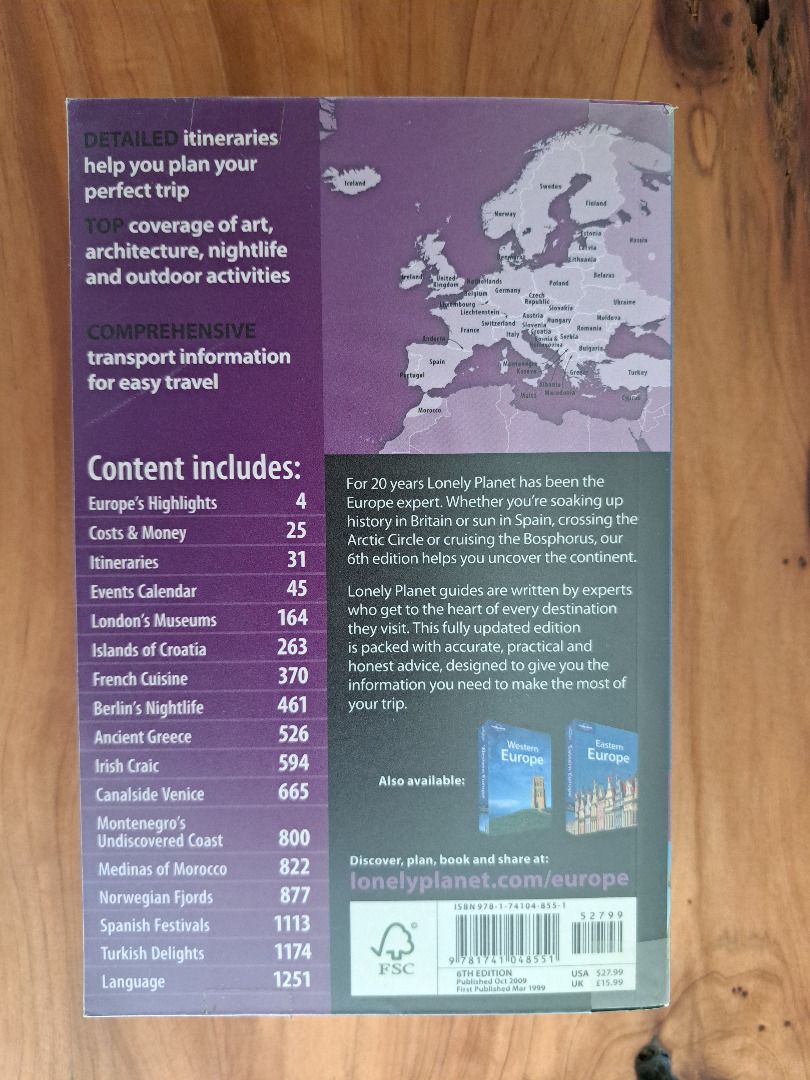 DETAILED itineraries
help you plan your
perfect trip
TOP coverage of art,
architecture, nightlife
and outdoor activities
COMPREHENSIVE
transport information
for easy travel
Iceland
Sweden
Finland
Norway
Russia
Estonia
Latvia
Lithuania
Denmark
Ireland
United
Kingdom
Netherlands
Belarus
Belgium
Germany
Poland
Luxembourg
Czech
Republic
Ukraine
Liechtenstein
Slovakia
Austria
Moldova
Switzerland
Slovenia
Hungary
France
Croatia
Romania
Italy
Bosnia &
Hercegovina
Serbia
Andorra
Bulgaria
Spain
Montenegro
Kosovo
Greece
Turkey
Portugal
Albania
Macedonia
Malta
Cyprus
Morocco
Content includes:
Europe's Highlights 4
Costs & Money 25
Itineraries 31
Events Calendar 45
London's Museums 164
Islands of Croatia 263
French Cuisine 370
Berlin's Nightlife 461
Ancient Greece 526
Irish Craic 594
Canalside Venice 665
Montenegro's
Undiscovered Coast 800
Medinas of Morocco 822
Norwegian Fjords 877
Spanish Festivals 1113
Turkish Delights 1174
Language 1251
For 20 years Lonely Planet has been the
Europe expert. Whether you're soaking up
history in Britain or sun in Spain, crossing the
Arctic Circle or cruising the Bosphorus, our
6th edition helps you uncover the continent.
Lonely Planet guides are written by experts
who get to the heart of every destination
they visit. This fully updated edition
is packed with accurate, practical and
honest advice, designed to give you the
information you need to make the most of
your trip.
Also available:
Western
Europe
Western Europe
Eastern
Europe
Eastern Europe
Discover, plan, book and share at:
lonelyplanet.com/europe
FSC
ISBN 978-1-74104-855-1
52799
9 781741 048551
6TH EDITION
Published Oct 2009
First Published Mar 1999
USA $27.99
UK £15.99